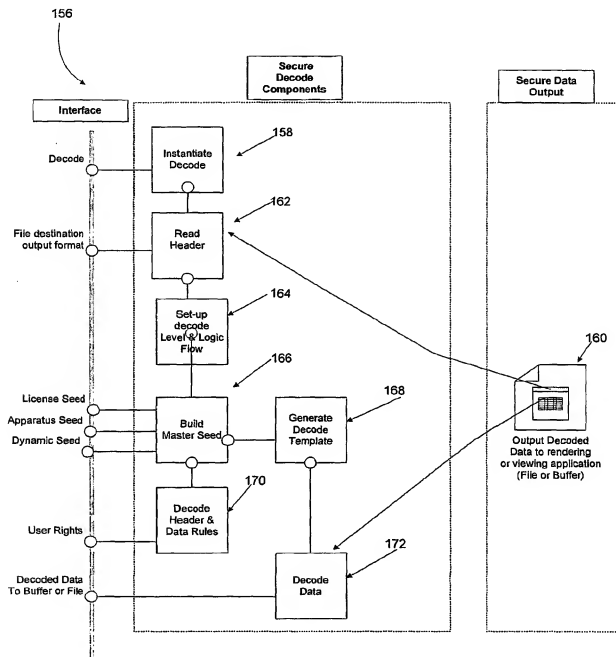 156
Secure
Decode
Components
Secure Data
Output
Interface
Decode
Instantiate
Decode
158
File destination
output format
Read
Header
162
Set-up
decode
Level & Logic
Flow
164
166
License Seed
Apparatus Seed
Dynamic Seed
Build
Master Seed
Generate
Decode
Template
168
160
Output Decoded
Data to rendering
or viewing application
(File or Buffer)
User Rights
Decode
Header &
Data Rules
170
Decoded Data
To Buffer or File
Decode
Data
172